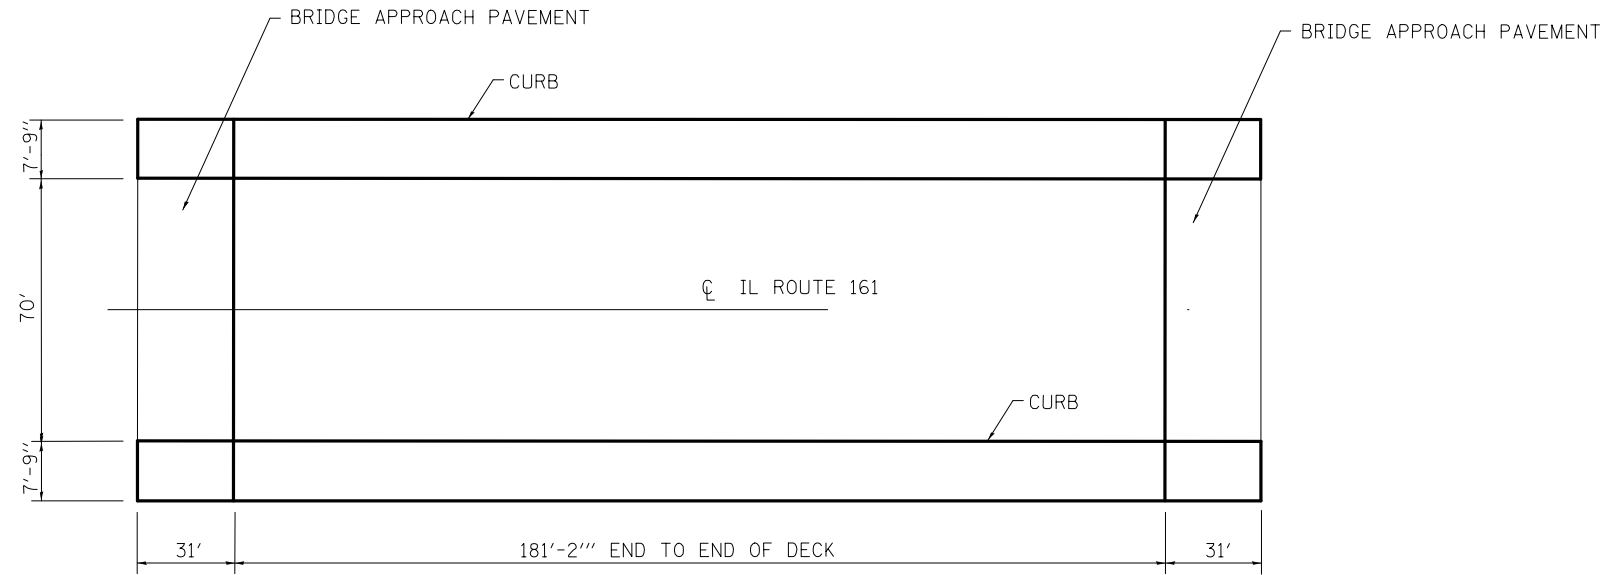 BRIDGE APPROACH PAVEMENT
BRIDGE APPROACH PAVEMENT
CURB
7'-9"
70'
℄ IL ROUTE 161
CURB
7'-9"
31'
181'-2"' END TO END OF DECK
31'